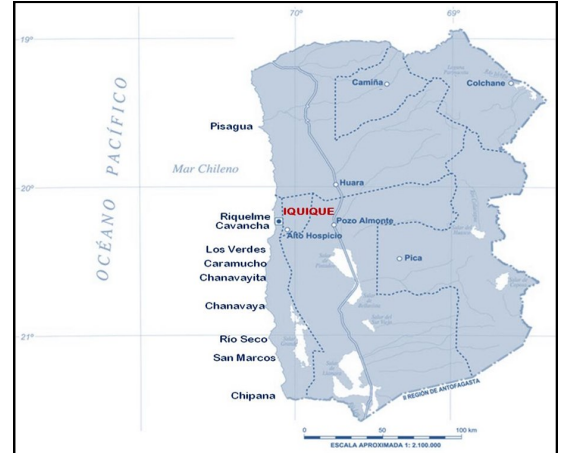 70°
69°
19°
Camiña
Colchane
Pisagua
OCÉANO PACÍFICO
Mar Chileno
Huara
20°
Riquelme
IQUIQUE
Cavancha
Pozo Almonte
Alto Hospicio
Los Verdes
Caramucho
Pica
Chanavayita
Chanavaya
21°
Río Seco
San Marcos
Chipana
II REGIÓN DE ANTOFAGASTA
0
50
100 km
ESCALA APROXIMADA 1: 2.100.000